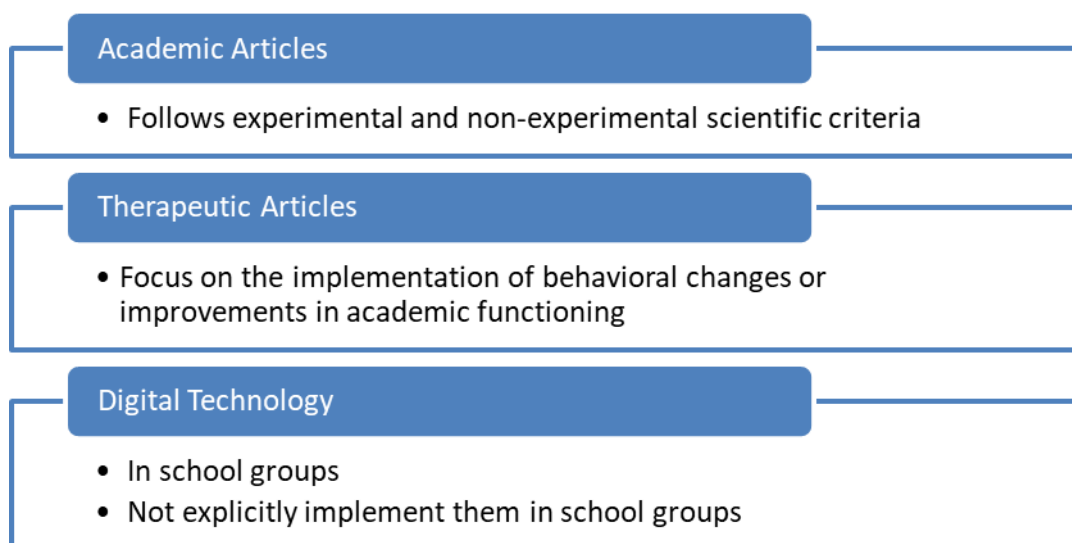 Academic Articles
• Follows experimental and non-experimental scientific criteria
Therapeutic Articles
• Focus on the implementation of behavioral changes or
improvements in academic functioning
Digital Technology
• In school groups
• Not explicitly implement them in school groups